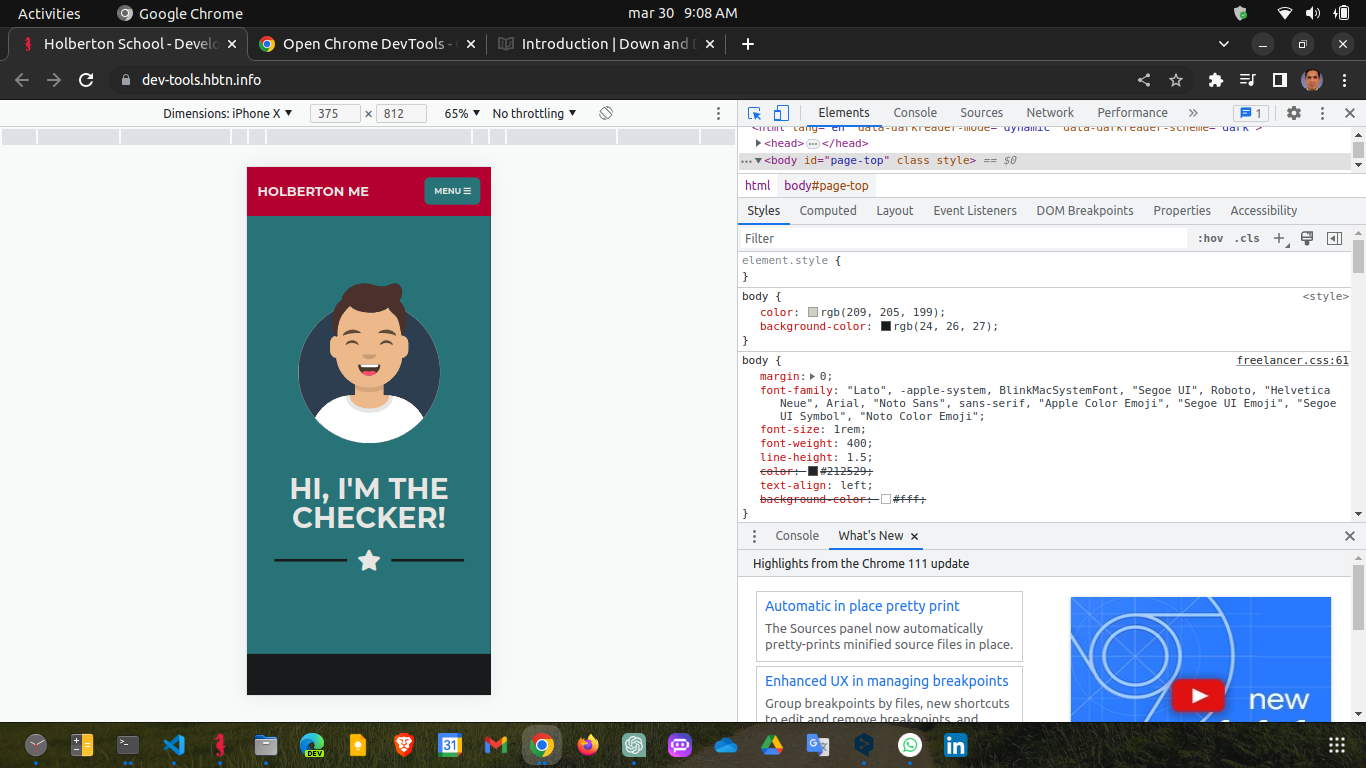 Activities
Google Chrome
mar 30 9:08 AM
Holberton School - Develo
Open Chrome DevTools -
Introduction | Down and
dev-tools.hbtn.info
Dimensions: iPhone X
375 × 812
65%
No throttling
Elements
Console
Sources
Network
Performance
1
<html lang="en" data-darkreader-mode="dynamic" data-darkreader-scheme="dark">
<head>…</head>
<body id="page-top" class style> == $0
html
body#page-top
Styles
Computed
Layout
Event Listeners
DOM Breakpoints
Properties
Accessibility
Filter
:hov
.cls
element.style {
}
body {
<style>
color: rgb(209, 205, 199);
background-color: rgb(24, 26, 27);
}
body {
freelancer.css:61
margin: 0;
font-family: "Lato", -apple-system, BlinkMacSystemFont, "Segoe UI", Roboto, "Helvetica
Neue", Arial, "Noto Sans", sans-serif, "Apple Color Emoji", "Segoe UI Emoji", "Segoe
UI Symbol", "Noto Color Emoji";
font-size: 1rem;
font-weight: 400;
line-height: 1.5;
color: #212529;
text-align: left;
background-color: #fff;
}
Console
What's New
Highlights from the Chrome 111 update
Automatic in place pretty print
The Sources panel now automatically
pretty-prints minified source files in place.
Enhanced UX in managing breakpoints
Group breakpoints by files, new shortcuts
to edit and remove breakpoints, and
new
HOLBERTON ME
MENU
HI, I'M THE
CHECKER!
DEV
31